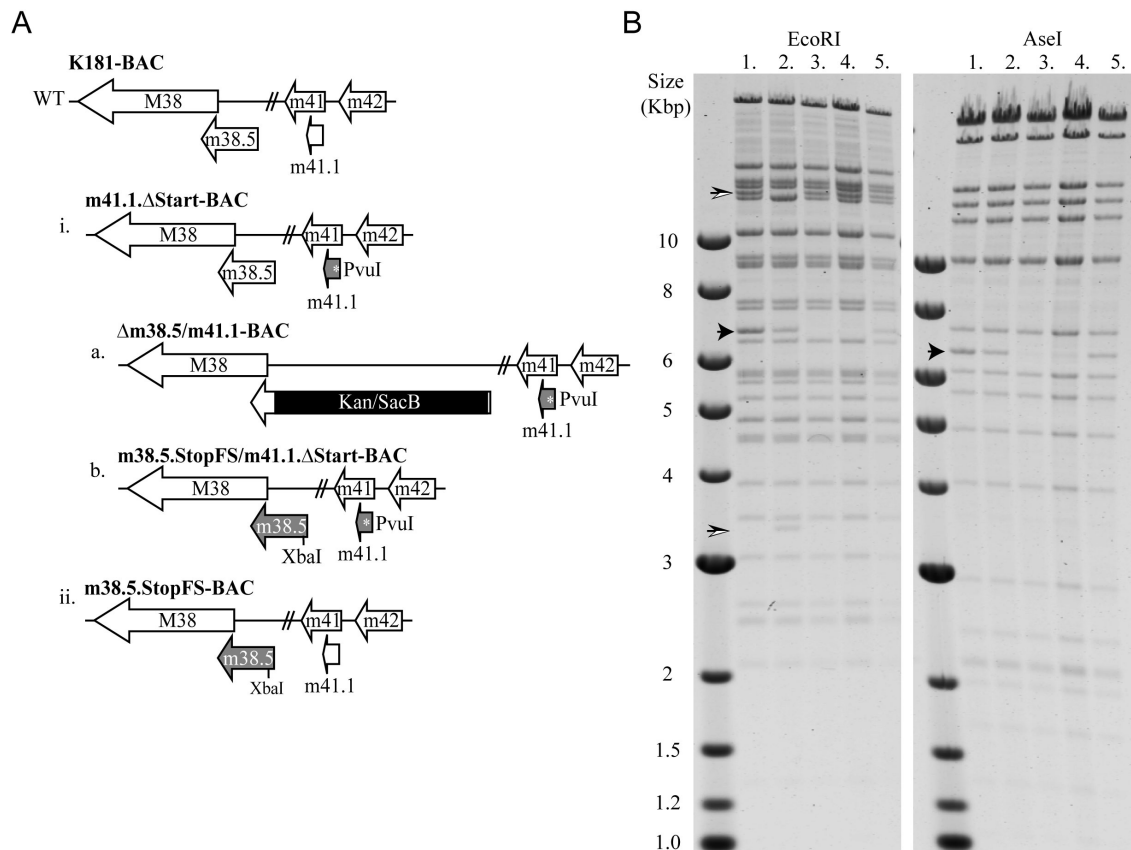 A
K181-BAC
WT
M38
m41
m42
m38.5
m41.1
m41.1.ΔStart-BAC
i.
M38
m41
m42
m38.5
* PvuI
m41.1
Δm38.5/m41.1-BAC
a.
M38
m41
m42
Kan/SacB
* PvuI
m41.1
m38.5.StopFS/m41.1.ΔStart-BAC
b.
M38
m41
m42
m38.5
* PvuI
XbaI
m41.1
m38.5.StopFS-BAC
ii.
M38
m41
m42
m38.5
XbaI
m41.1
B
EcoRI
AseI
1. 2. 3. 4. 5.
1. 2. 3. 4. 5.
Size
(Kbp)
10
8
6
5
4
3
2
1.5
1.2
1.0